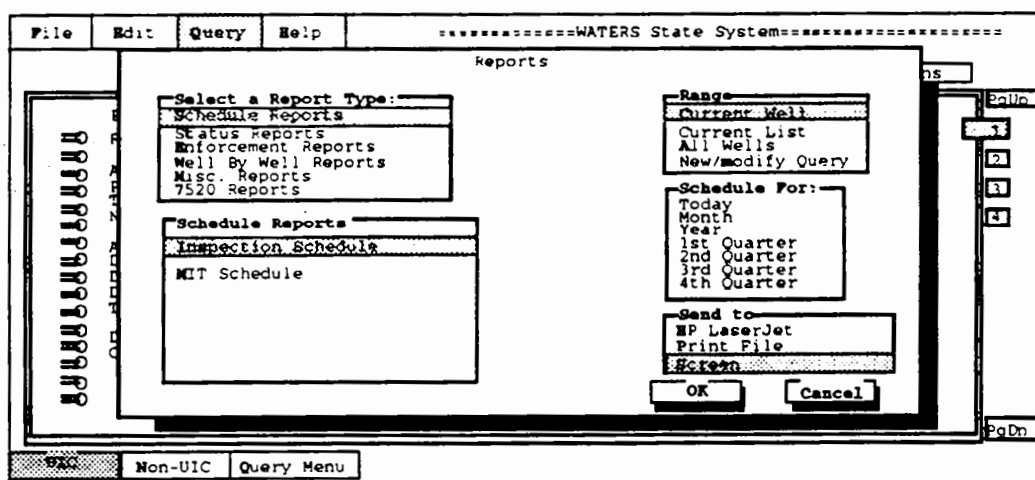 File Edit Query Help ============WATERS State System====================
Reports
ns
PgUp
Select a Report Type:
Schedule Reports
Status Reports
Enforcement Reports
Well By Well Reports
Misc. Reports
7520 Reports
Schedule Reports
Inspection Schedule
MIT Schedule
Range
Current Well
Current List
All Wells
New/modify Query
Schedule For:
Today
Month
Year
1st Quarter
2nd Quarter
3rd Quarter
4th Quarter
Send to
HP LaserJet
Print File
Screen
OK Cancel
1
2
3
4
PgDn
UIC Non-UIC Query Menu